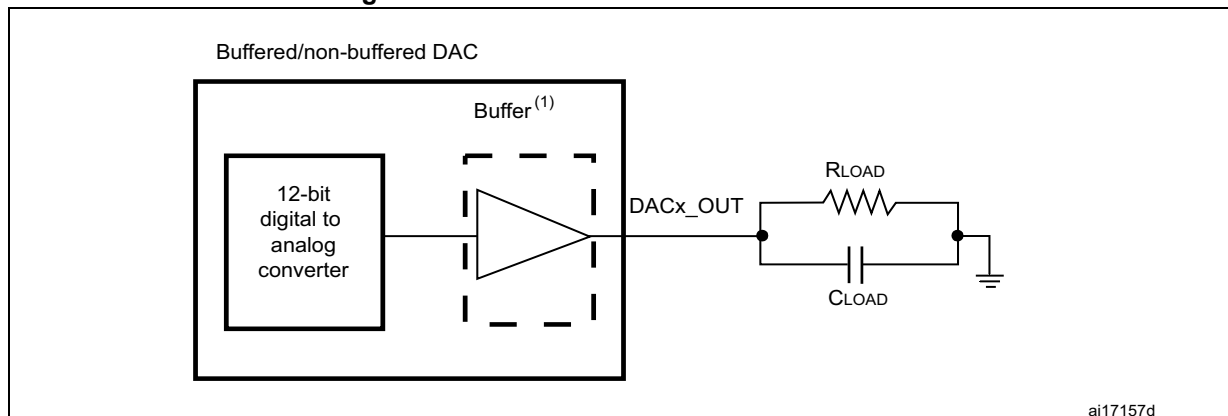 Buffered/non-buffered DAC
Buffer(1)
12-bit
digital to
analog
converter
DACx_OUT
RLOAD
CLOAD
ai17157d